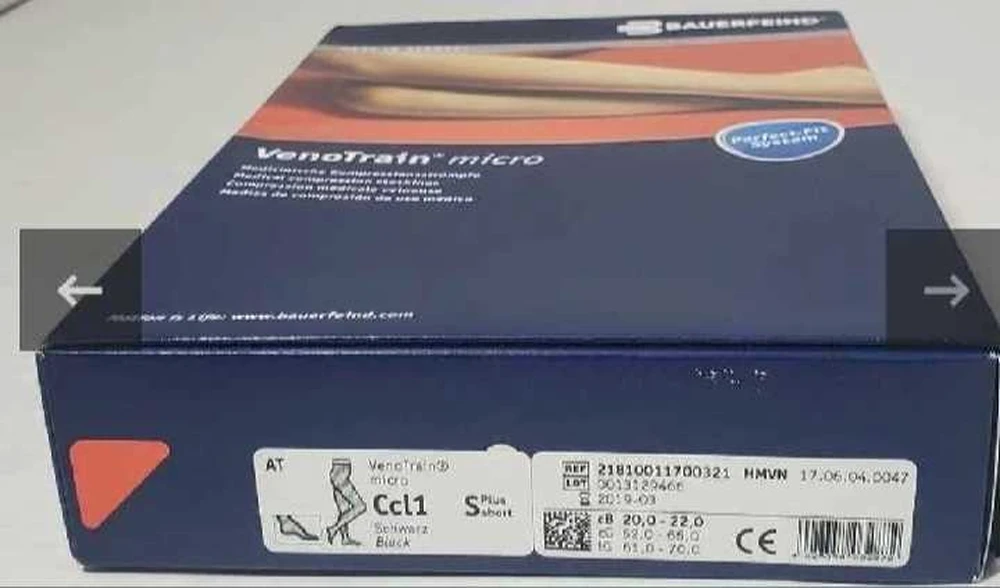 BAUERFEIND
Perfect-Fit
System
VenoTrain® micro
Medizinische Kompressionsstrümpfe
Medical compression stockings
Compression médicale veineuse
Medias de compresión de uso médico
Motion is Life: www.bauerfeind.com
AT
VenoTrain®
micro
Ccl1
S Plus short
Schwarz
Black
REF 21810011700321 HMVN 17.06.04.0047
LOT
2019-03
cB 20,0 - 22,0
CE